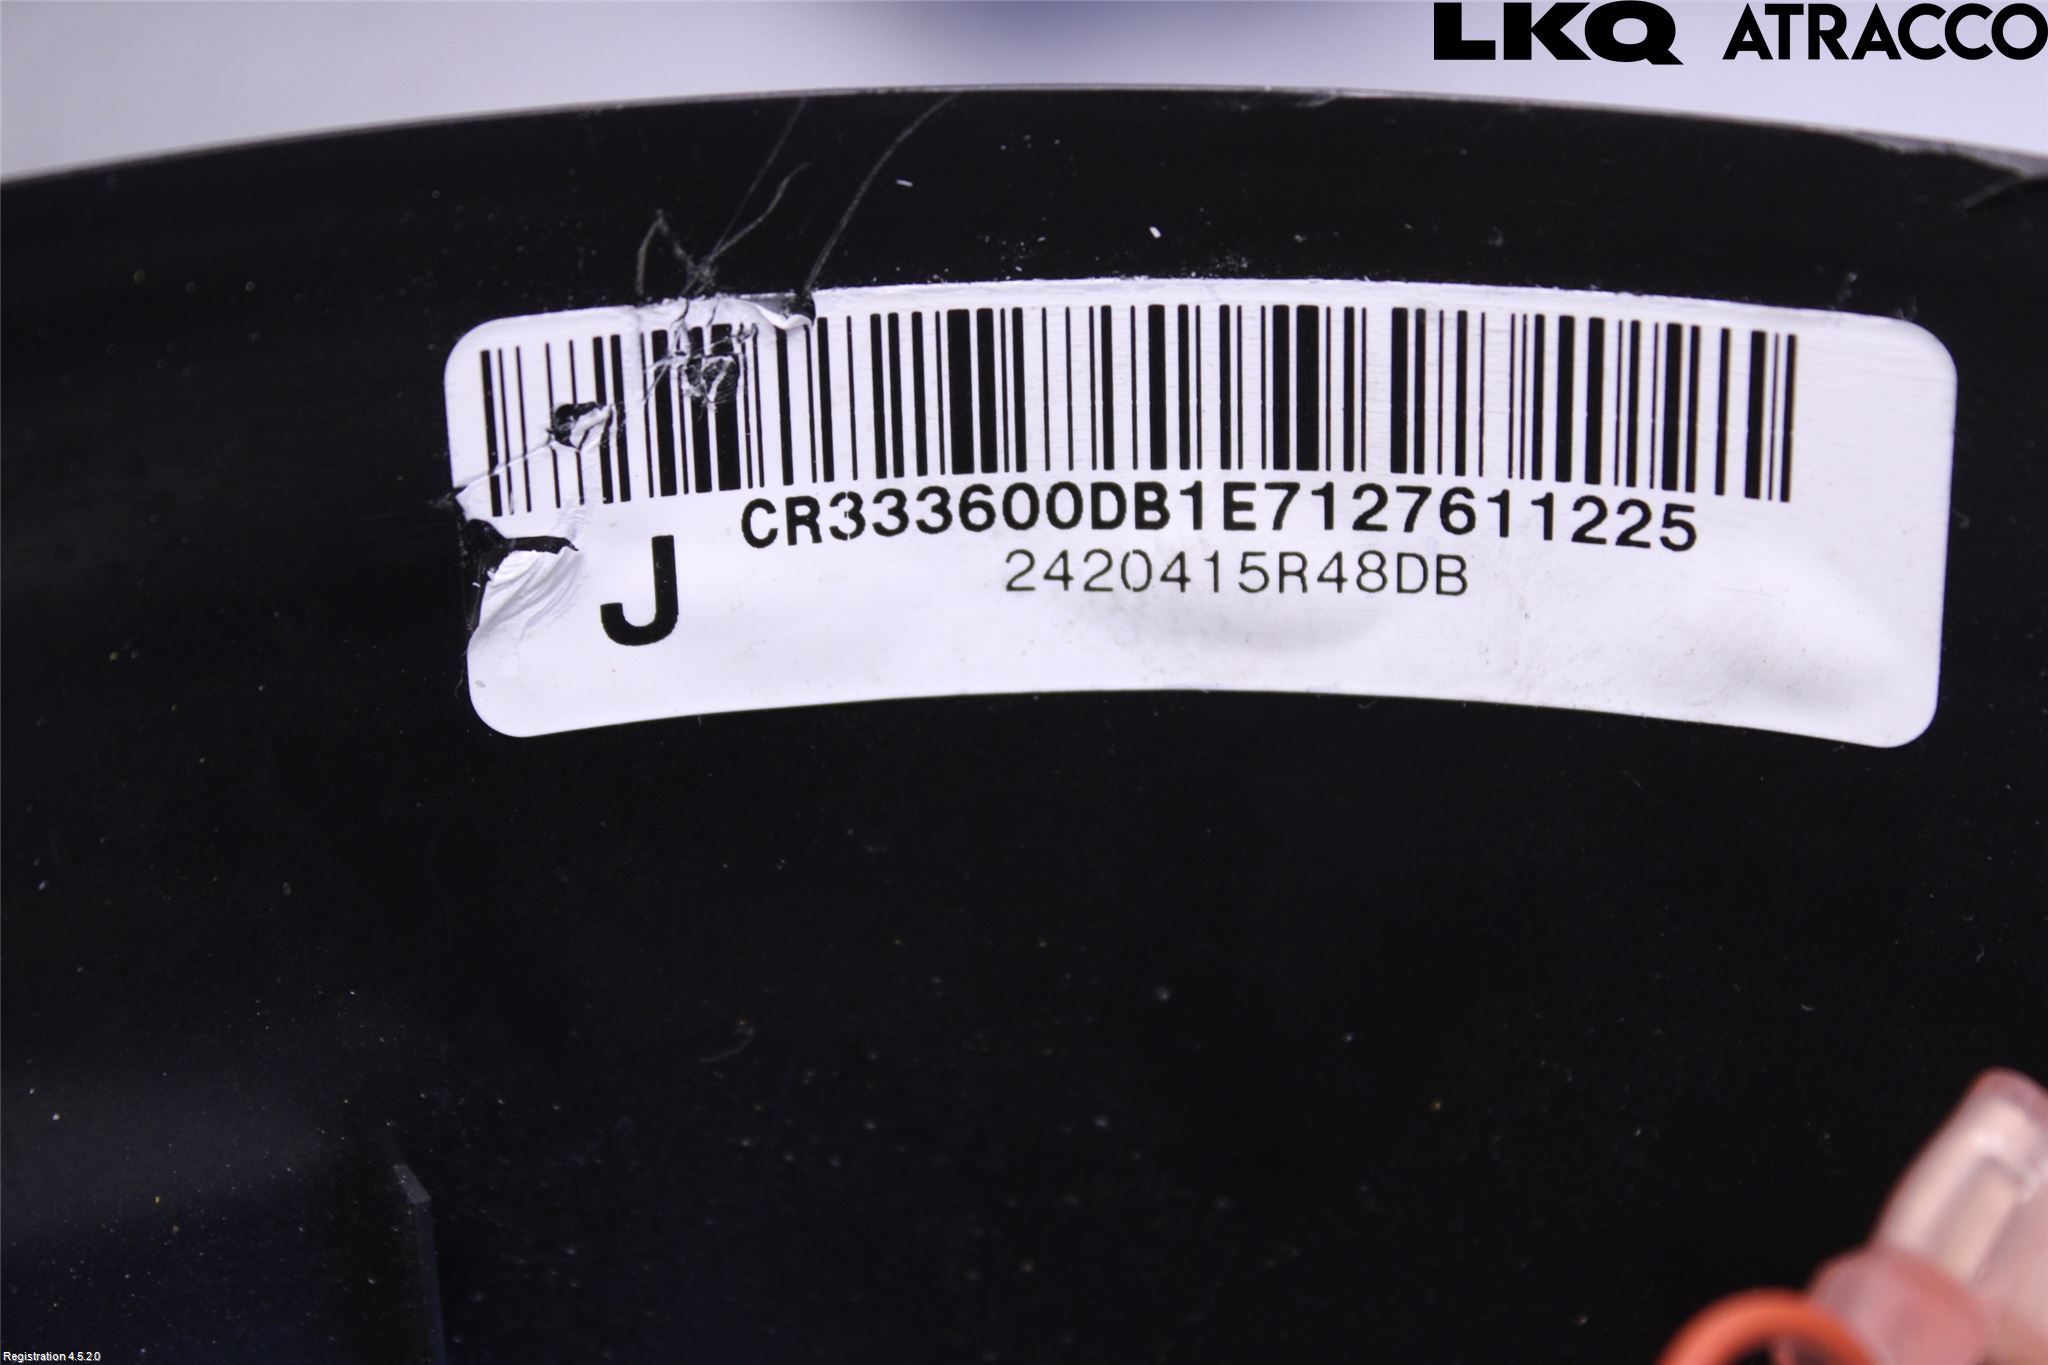 LKQ ATRACCO
CR333600DB1E7127611225
2420415R48DB
J
Registration 4.5.2.0